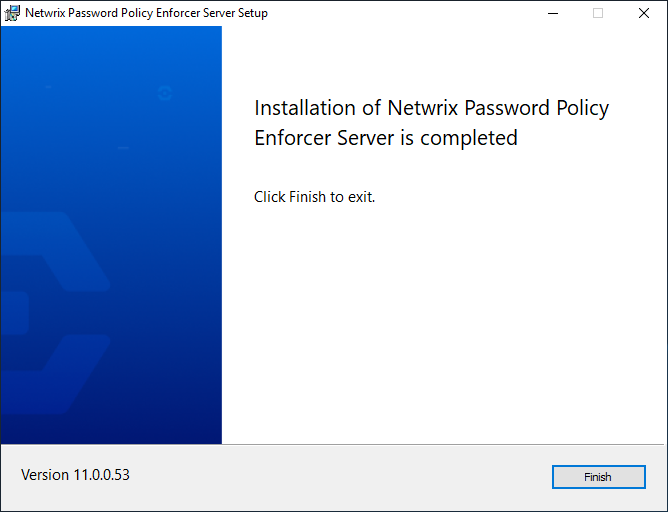 Netwrix Password Policy Enforcer Server Setup
Installation of Netwrix Password Policy
Enforcer Server is completed
Click Finish to exit.
Version 11.0.0.53
Finish